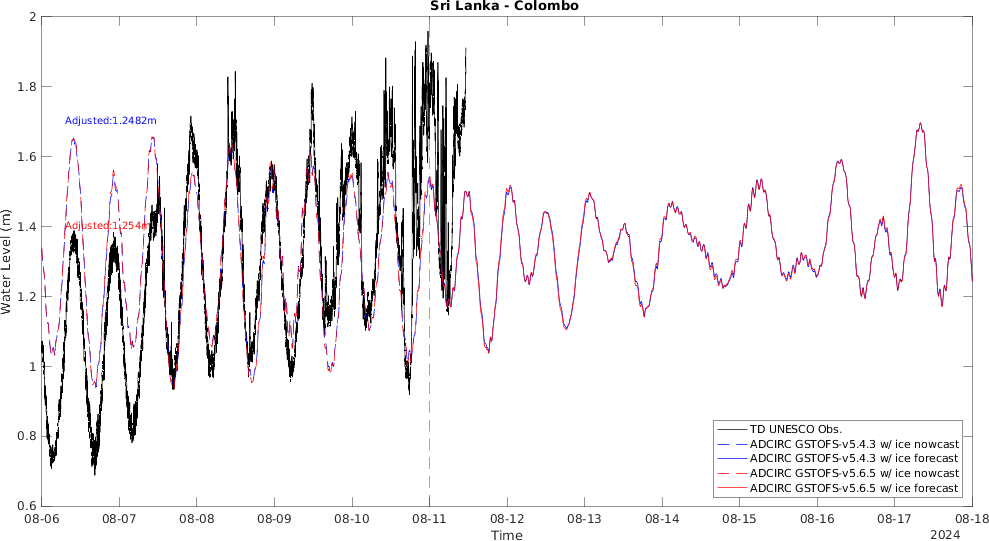 Sri Lanka - Colombo
2
1.8
1.6
1.4
1.2
1
0.8
0.6
Water Level (m)
Adjusted:1.2482m
Adjusted:1.254m
TD UNESCO Obs.
ADCIRC GSTOFS-v5.4.3 w/ ice nowcast
ADCIRC GSTOFS-v5.4.3 w/ ice forecast
ADCIRC GSTOFS-v5.6.5 w/ ice nowcast
ADCIRC GSTOFS-v5.6.5 w/ ice forecast
08-06 08-07 08-08 08-09 08-10 08-11 08-12 08-13 08-14 08-15 08-16 08-17 08-18
Time
2024